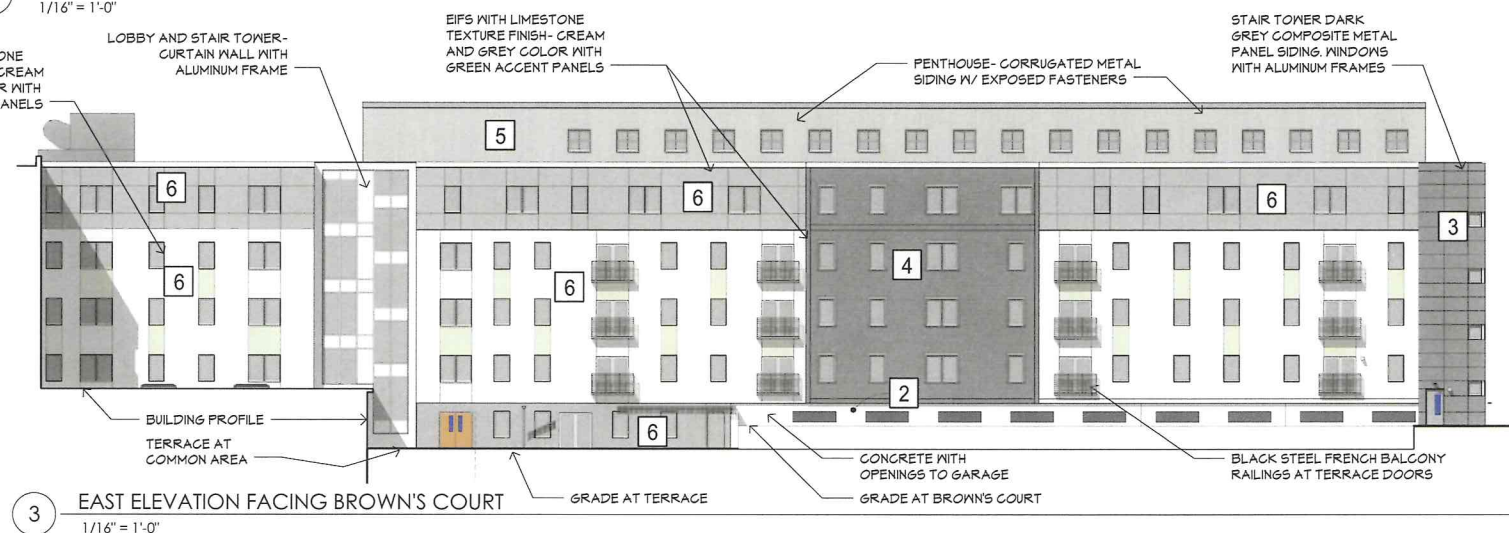 1/16" = 1'-0"
EIFS WITH LIMESTONE
TEXTURE FINISH- CREAM
AND GREY COLOR WITH
GREEN ACCENT PANELS
STAIR TOWER DARK
GREY COMPOSITE METAL
PANEL SIDING. WINDOWS
WITH ALUMINUM FRAMES
LOBBY AND STAIR TOWER-
CURTAIN WALL WITH
ALUMINUM FRAME
ONE
CREAM
R WITH
ANELS
PENTHOUSE- CORRUGATED METAL
SIDING W/ EXPOSED FASTENERS
5
6
6
6
3
6
6
4
2
6
BUILDING PROFILE
TERRACE AT
COMMON AREA
CONCRETE WITH
OPENINGS TO GARAGE
BLACK STEEL FRENCH BALCONY
RAILINGS AT TERRACE DOORS
GRADE AT TERRACE
GRADE AT BROWN'S COURT
3 EAST ELEVATION FACING BROWN'S COURT
1/16" = 1'-0"